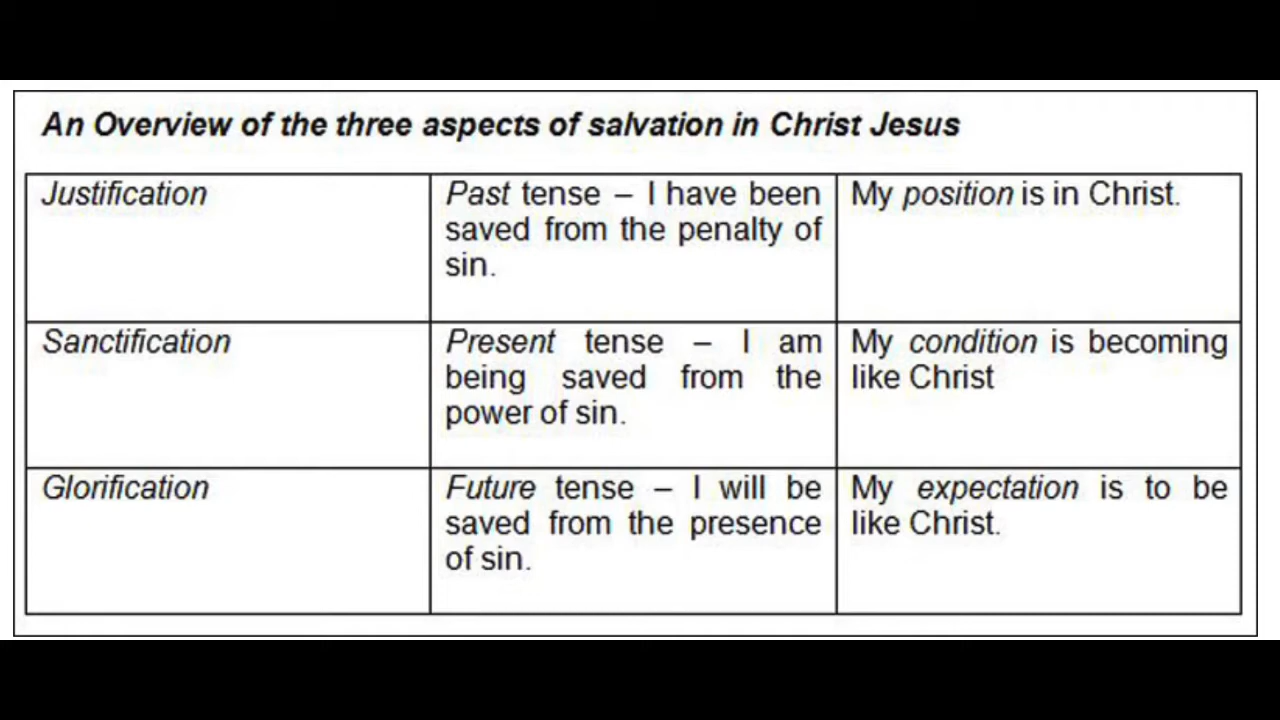 An Overview of the three aspects of salvation in Christ Jesus
Justification
Past tense – I have been
saved from the penalty of
sin.
My position is in Christ.
Sanctification
Present tense – I am
being saved from the
power of sin.
My condition is becoming
like Christ
Glorification
Future tense – I will be
saved from the presence
of sin.
My expectation is to be
like Christ.